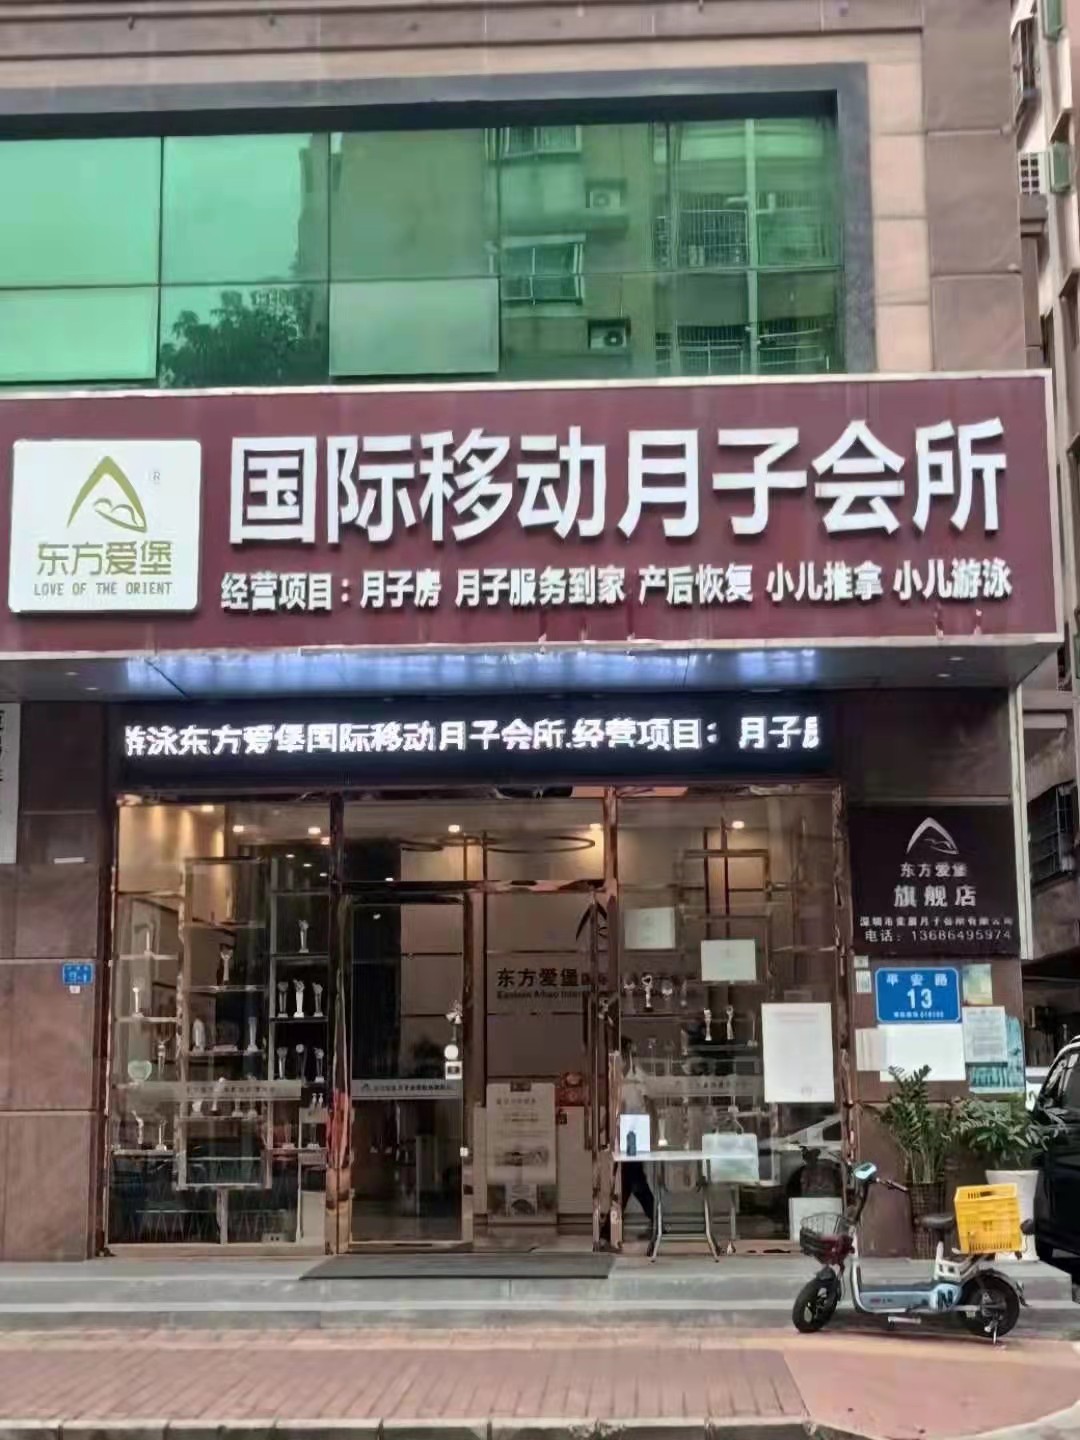 国际移动月子会所
®
东方爱堡
LOVE OF THE ORIENT
经营项目：月子房 月子服务到家 产后恢复 小儿推拿 小儿游泳
游泳东方爱堡国际移动月子会所.经营项目：月子
东方爱堡
旗舰店
电话：13686495974
平安路
13
东方爱堡